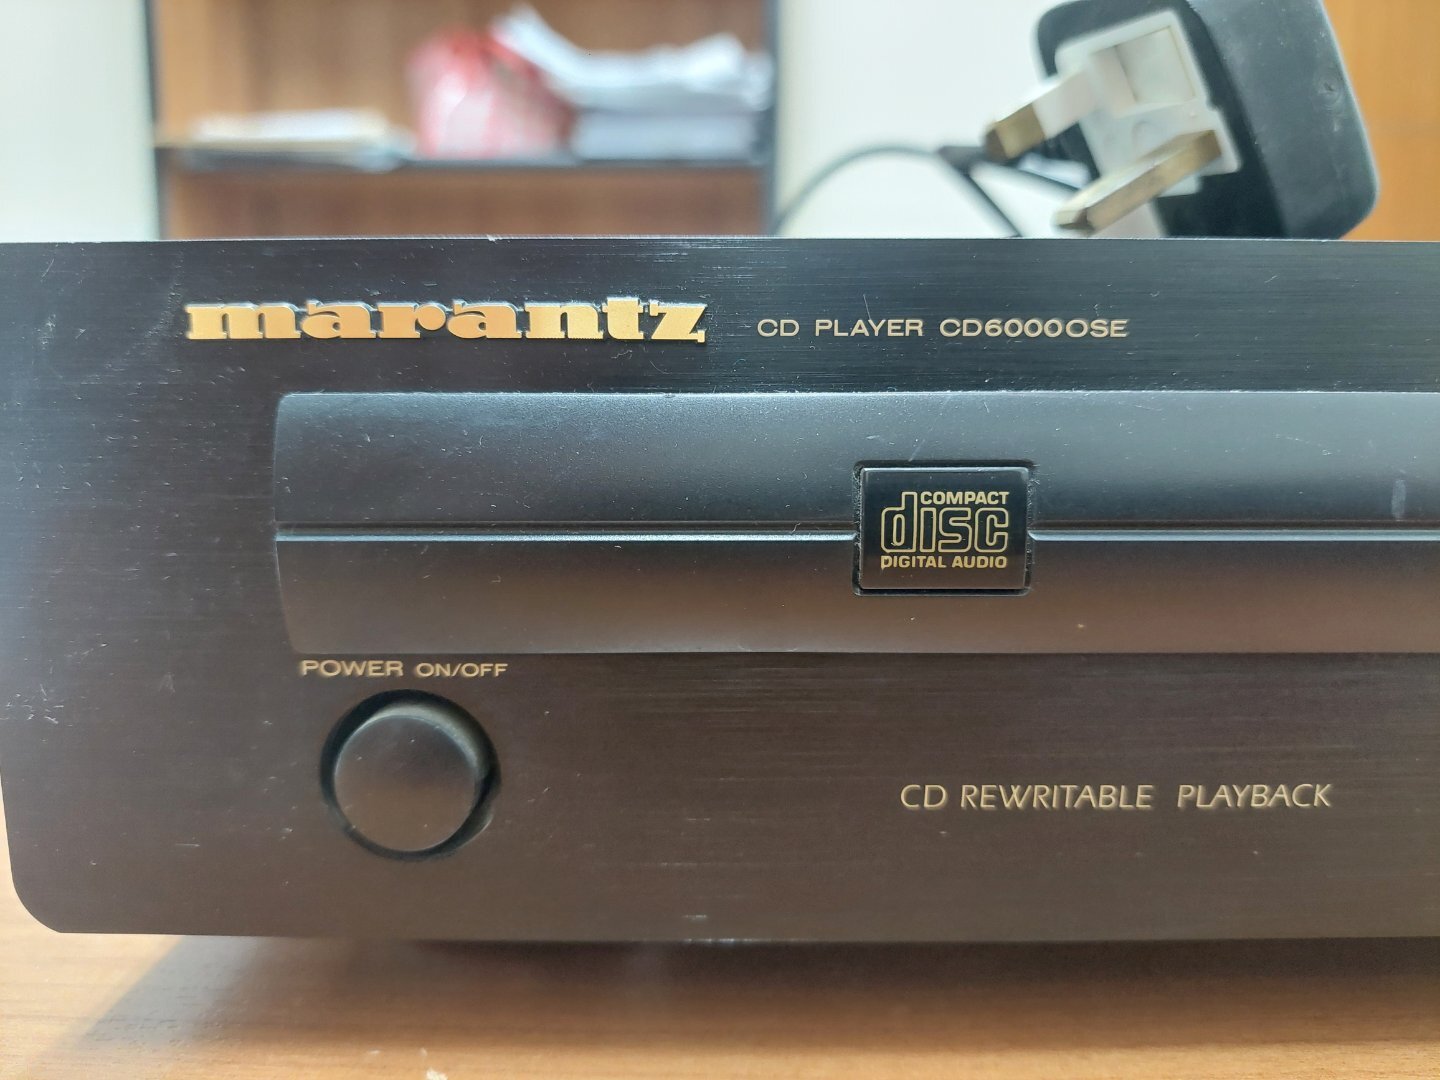 marantz CD PLAYER CD6000OSE
COMPACT
disc
DIGITAL AUDIO
POWER ON/OFF
CD REWRITABLE PLAYBACK